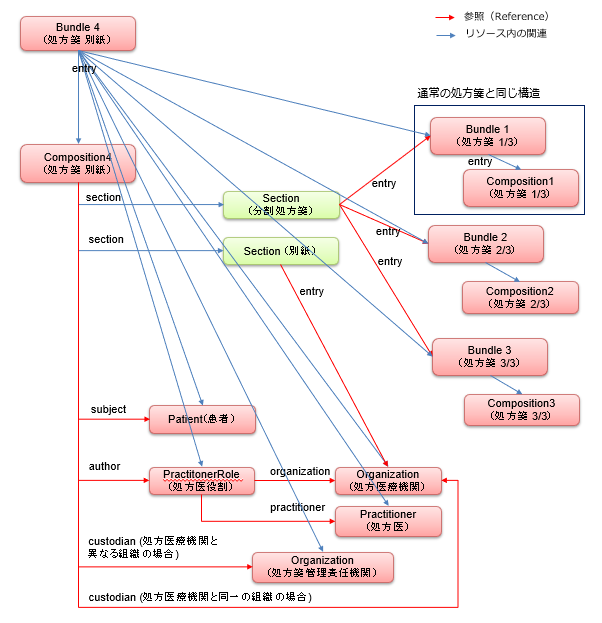 参照（Reference）
リソース内の関連
Bundle 4
（処方箋 別紙）
entry
通常の処方箋と同じ構造
Bundle 1
（処方箋 1/3）
entry
Composition1
（処方箋 1/3）
Composition4
（処方箋 別紙）
section
Section
（分割処方箋）
entry
section
Section（別紙）
entry
Bundle 2
（処方箋 2/3）
entry
entry
Composition2
（処方箋 2/3）
Bundle 3
（処方箋 3/3）
Composition3
（処方箋 3/3）
subject
Patient（患者）
author
PractitonerRole
（処方医役割）
organization
Organization
（処方医療機関）
practitioner
Practitioner
（処方医）
custodian (処方医療機関と
異なる組織の場合)
Organization
（処方箋管理責任機関）
custodian (処方医療機関と同一の組織の場合)